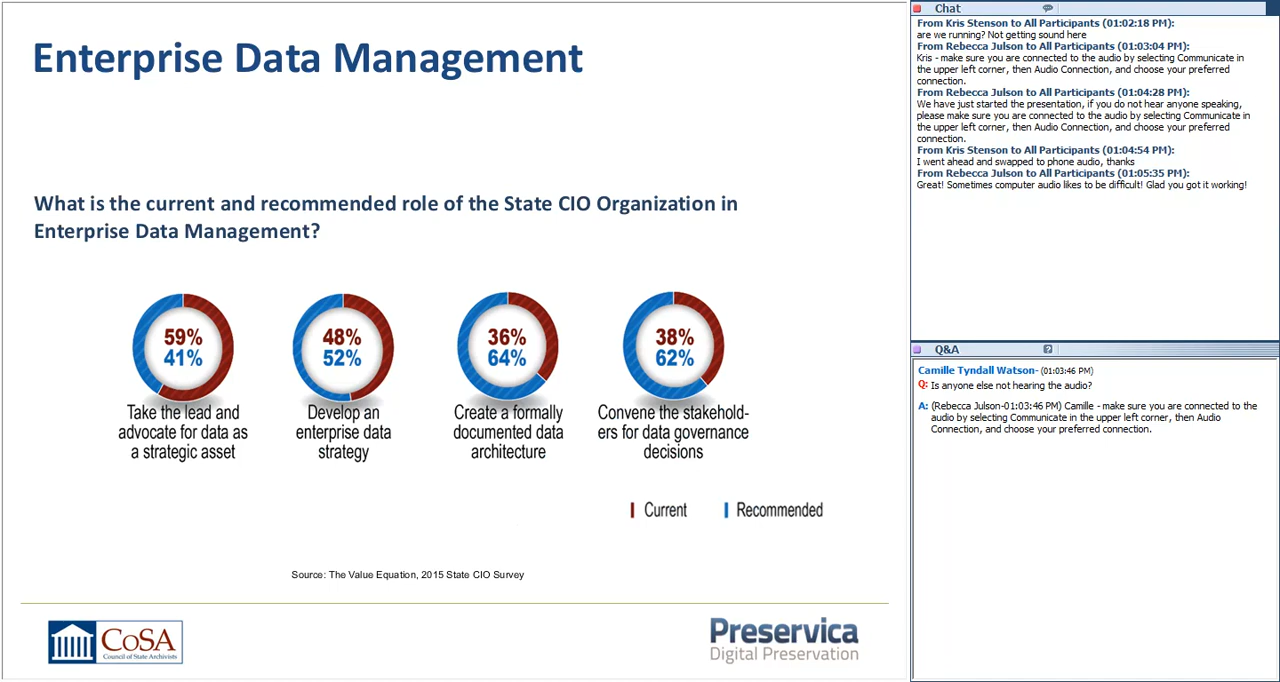 Enterprise Data Management
What is the current and recommended role of the State CIO Organization in
Enterprise Data Management?
59%
41%
Take the lead and
advocate for data as
a strategic asset
48%
52%
Develop an
enterprise data
strategy
36%
64%
Create a formally
documented data
architecture
38%
62%
Convene the stakehold-
ers for data governance
decisions
Current
Recommended
Source: The Value Equation, 2015 State CIO Survey
CoSA
Council of State Archivists
Preservica
Digital Preservation
Chat
From Kris Stenson to All Participants (01:02:18 PM):
are we running? Not getting sound here
From Rebecca Julson to All Participants (01:03:04 PM):
Kris - make sure you are connected to the audio by selecting Communicate in
the upper left corner, then Audio Connection, and choose your preferred
connection.
From Rebecca Julson to All Participants (01:04:28 PM):
We have just started the presentation, if you do not hear anyone speaking,
please make sure you are connected to the audio by selecting Communicate in
the upper left corner, then Audio Connection, and choose your preferred
connection.
From Kris Stenson to All Participants (01:04:54 PM):
I went ahead and swapped to phone audio, thanks
From Rebecca Julson to All Participants (01:05:35 PM):
Great! Sometimes computer audio likes to be difficult! Glad you got it working!
Q&A
Camille Tyndall Watson- (01:03:46 PM)
Q: Is anyone else not hearing the audio?
A: (Rebecca Julson-01:03:46 PM) Camille - make sure you are connected to the
audio by selecting Communicate in the upper left corner, then Audio
Connection, and choose your preferred connection.